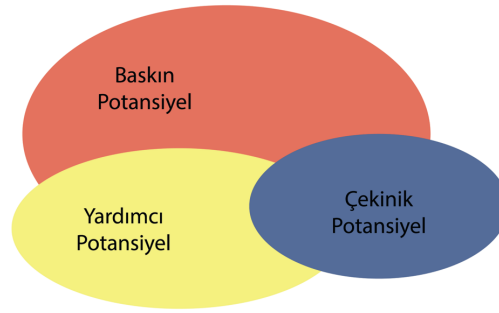 Baskın
Potansiyel
Yardımcı
Potansiyel
Çekinik
Potansiyel